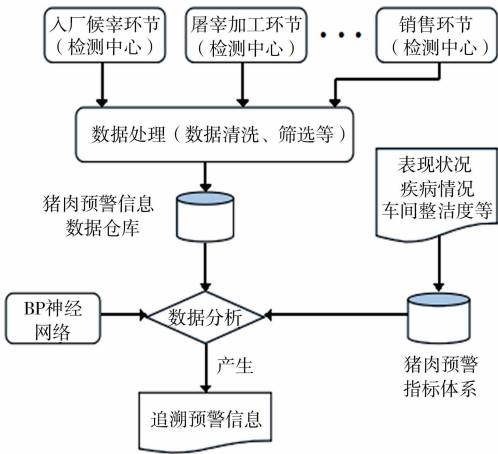 入厂候宰环节
(检测中心)
屠宰加工环节
(检测中心)
• • •
销售环节
(检测中心)
数据处理(数据清洗、筛选等)
表现状况
疾病情况
车间整洁度等
猪肉预警信息
数据仓库
BP神经
网络
数据分析
猪肉预警
指标体系
产生
追溯预警信息